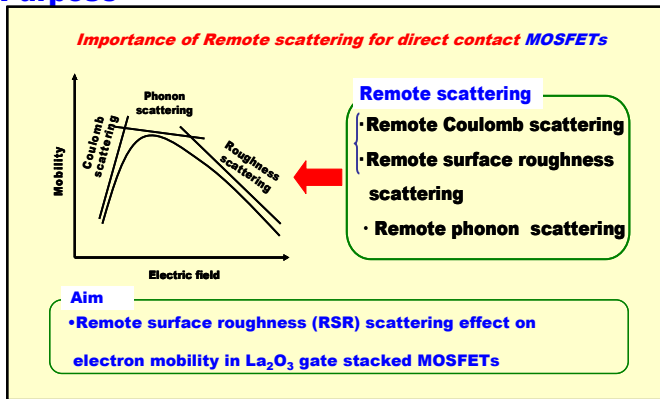 Purpose
Importance of Remote scattering for direct contact MOSFETs
Mobility
Coulomb
scattering
Phonon
scattering
Roughness
scattering
Electric field
Remote scattering
·Remote Coulomb scattering
·Remote surface roughness
scattering
· Remote phonon scattering
Aim
•Remote surface roughness (RSR) scattering effect on
electron mobility in La₂O₃ gate stacked MOSFETs